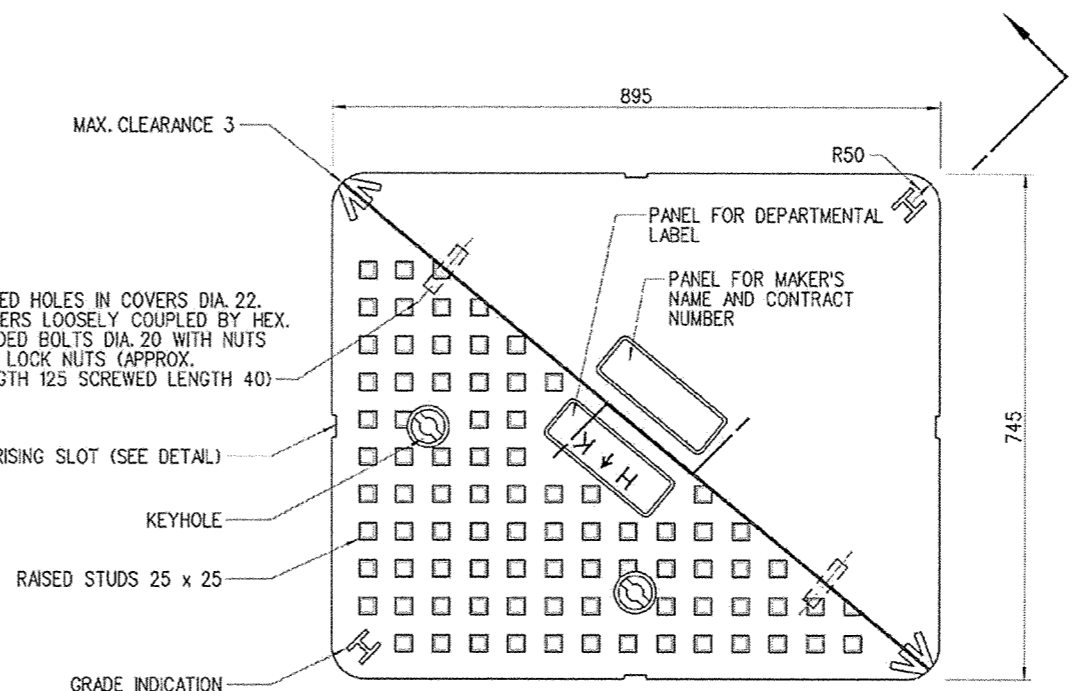 895
MAX. CLEARANCE 3
R50
PANEL FOR DEPARTMENTAL
LABEL
PANEL FOR MAKER'S
NAME AND CONTRACT
NUMBER
ED HOLES IN COVERS DIA. 22.
ERS LOOSELY COUPLED BY HEX.
DED BOLTS DIA. 20 WITH NUTS
LOCK NUTS (APPROX.
GTH 125 SCREWED LENGTH 40)
745
H K
RISING SLOT (SEE DETAIL)
KEYHOLE
RAISED STUDS 25 x 25
H
H
GRADE INDICATION